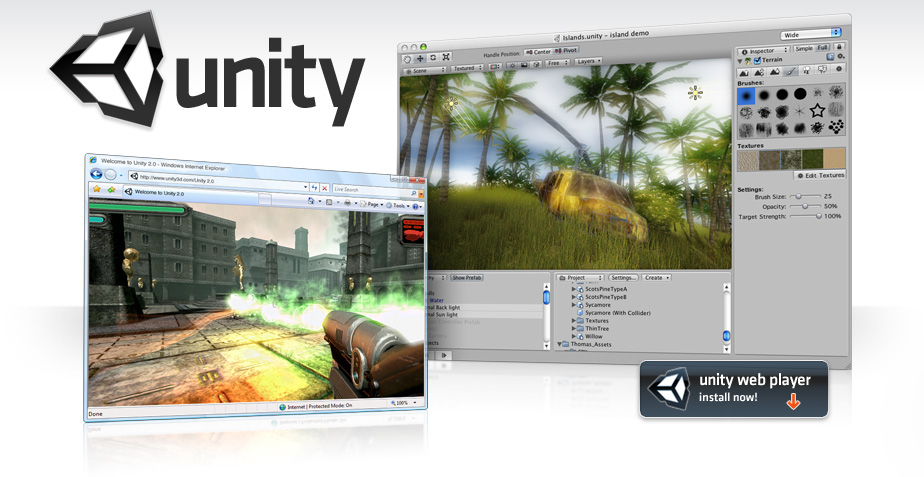 unity
Islands.unity - island demo
Handle Position: Center Pivot
Wide
Scene Textured Free Layers
Inspector Simple Full
Terrain
Brushes:
Textures
Edit Textures
Settings:
Brush Size: 25
Opacity: 50%
Target Strength: 100%
Show Prefab
Water
Back light
Sun light
Project Settings... Create
ScotsPineTypeA
ScotsPineTypeB
Sycamore
Sycamore (With Collider)
Textures
ThinTree
Willow
Thomas_Assets
Welcome to Unity 2.0 - Windows Internet Explorer
http://www.unity3d.com/Unity 2.0
Live Search
Welcome to Unity 2.0
Page Tools
Done
Internet | Protected Mode: On
100%
unity web player
install now!